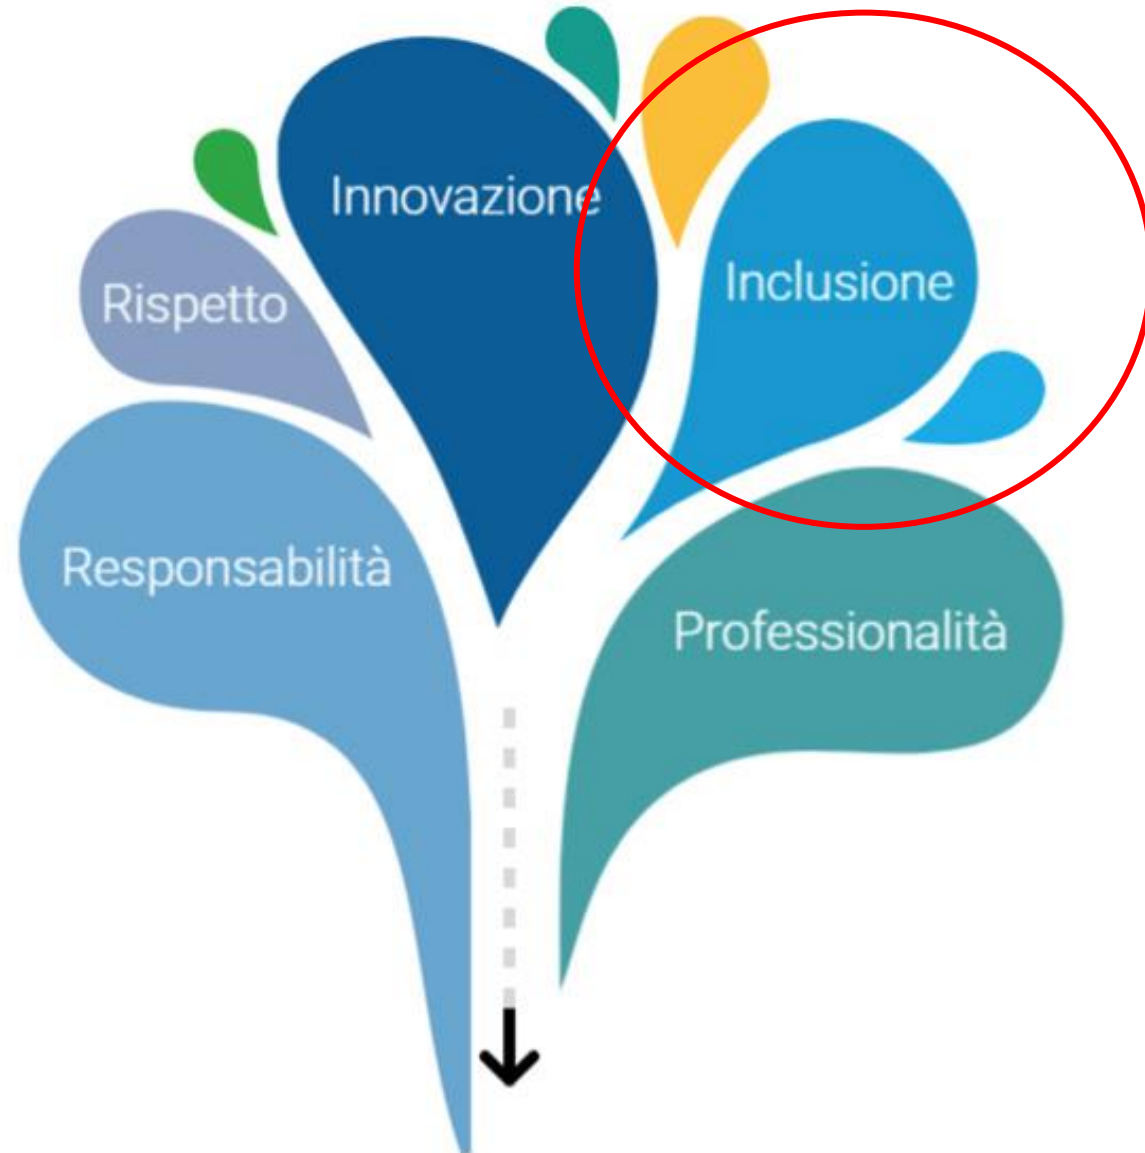 Innovazione
Inclusione
Rispetto
Responsabilità
Professionalità